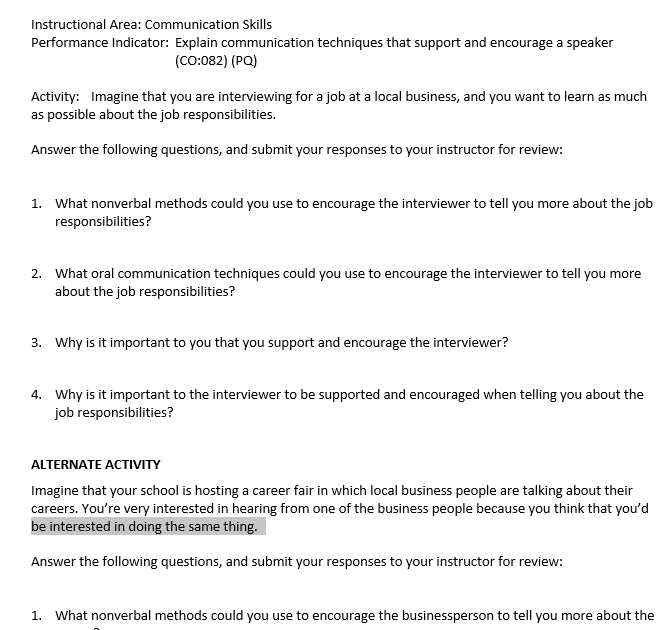 Instructional Area: Communication Skills
Performance Indicator: Explain communication techniques that support and encourage a speaker
(CO:082) (PQ)
Activity: Imagine that you are interviewing for a job at a local business, and you want to learn as much
as possible about the job responsibilities.
Answer the following questions, and submit your responses to your instructor for review:
1. What nonverbal methods could you use to encourage the interviewer to tell you more about the job
responsibilities?
2. What oral communication techniques could you use to encourage the interviewer to tell you more
about the job responsibilities?
3. Why is it important to you that you support and encourage the interviewer?
4. Why is it important to the interviewer to be supported and encouraged when telling you about the
job responsibilities?
ALTERNATE ACTIVITY
Imagine that your school is hosting a career fair in which local business people are talking about their
careers. You're very interested in hearing from one of the business people because you think that you'd
be interested in doing the same thing.
Answer the following questions, and submit your responses to your instructor for review:
1. What nonverbal methods could you use to encourage the businessperson to tell you more about the